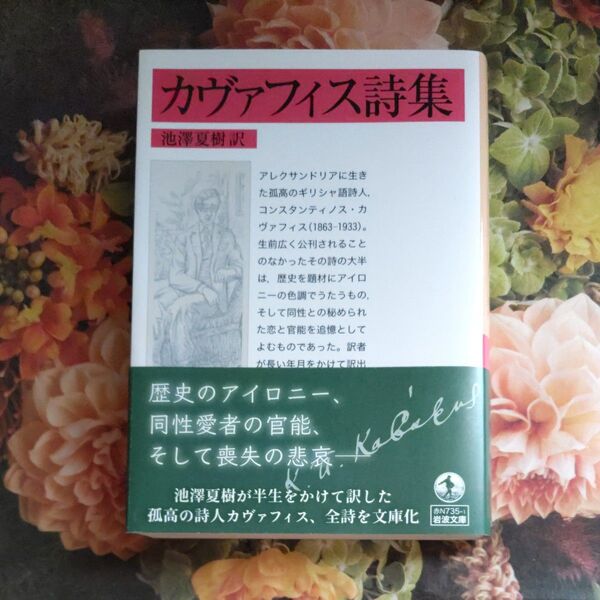 カヴァフィス詩集
池澤夏樹訳
アレクサンドリアに生き
た孤高のギリシャ語詩人,
コンスタンティノス・カ
ヴァフィス(1863-1933)。
生前広く公刊されること
のなかったその詩の大半
は,歴史を題材にアイロ
ニーの色調でうたうもの,
そして同性との秘められ
た恋と官能を追憶として
よむものであった。訳者
が長い年月をかけて訳出
歴史のアイロニー、
同性愛者の官能、
そして喪失の悲哀――
池澤夏樹が半生をかけて訳した
孤高の詩人カヴァフィス、全詩を文庫化
赤N735-1
岩波文庫